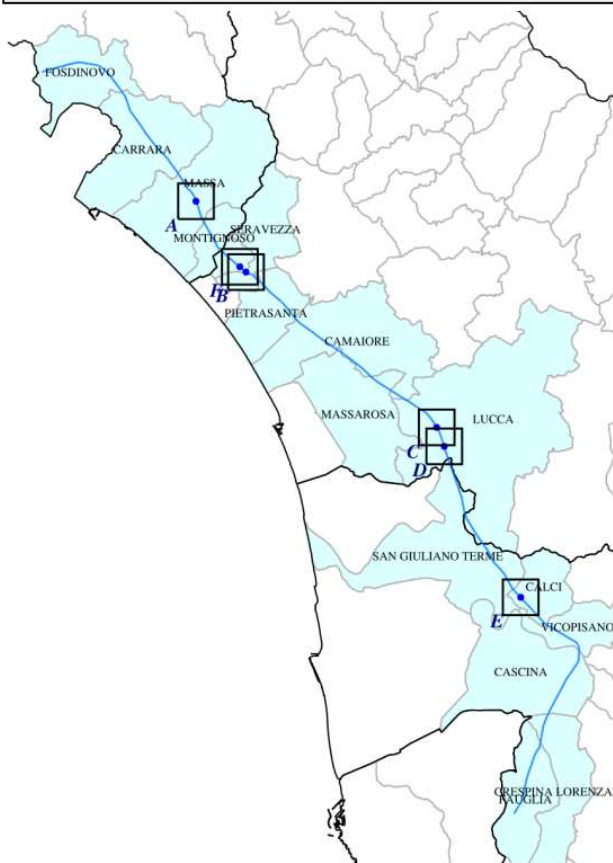 FOSDINOVO
CARRARA
MASSA
A
SERAVEZZA
MONTIGNOSO
B
PIETRASANTA
CAMAIORE
MASSAROSA
LUCCA
C
D
SAN GIULIANO TERME
CALCI
E
VICOPISANO
CASCINA
CRESPINA LORENZANA
FAUGLIA